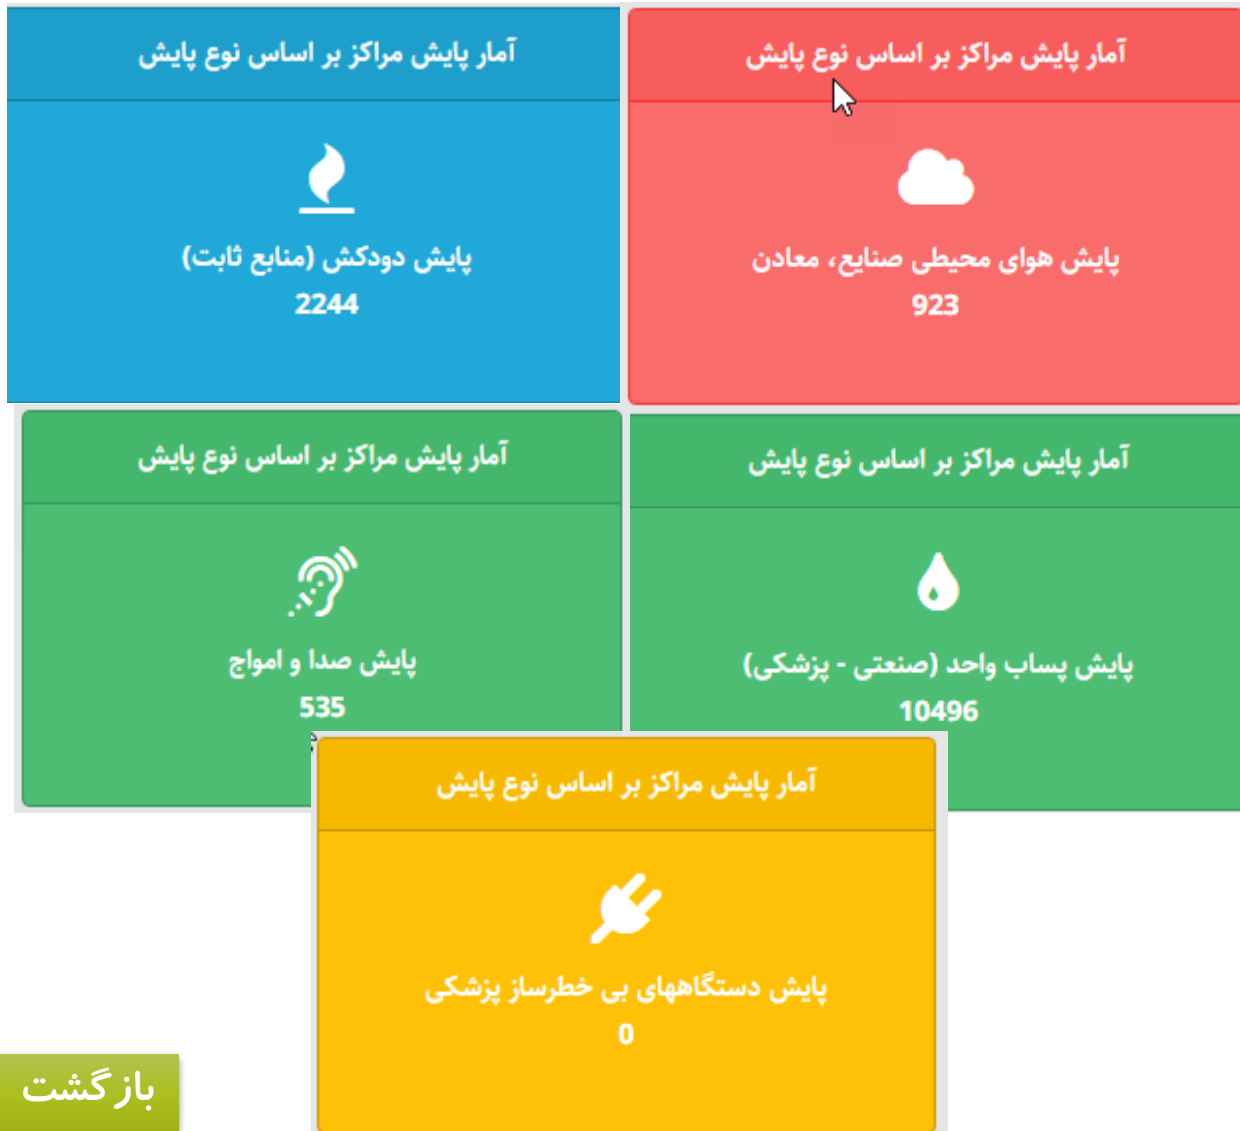 آمار پایش مراکز بر اساس نوع پایش
پایش هوای محیطی صنایع، معادن
923
آمار پایش مراکز بر اساس نوع پایش
پایش دودکش (منابع ثابت)
2244
آمار پایش مراکز بر اساس نوع پایش
پایش پساب واحد (صنعتی - پزشکی)
10496
آمار پایش مراکز بر اساس نوع پایش
پایش صدا و امواج
535
آمار پایش مراکز بر اساس نوع پایش
پایش دستگاههای بی خطرساز پزشکی
0
بازگشت